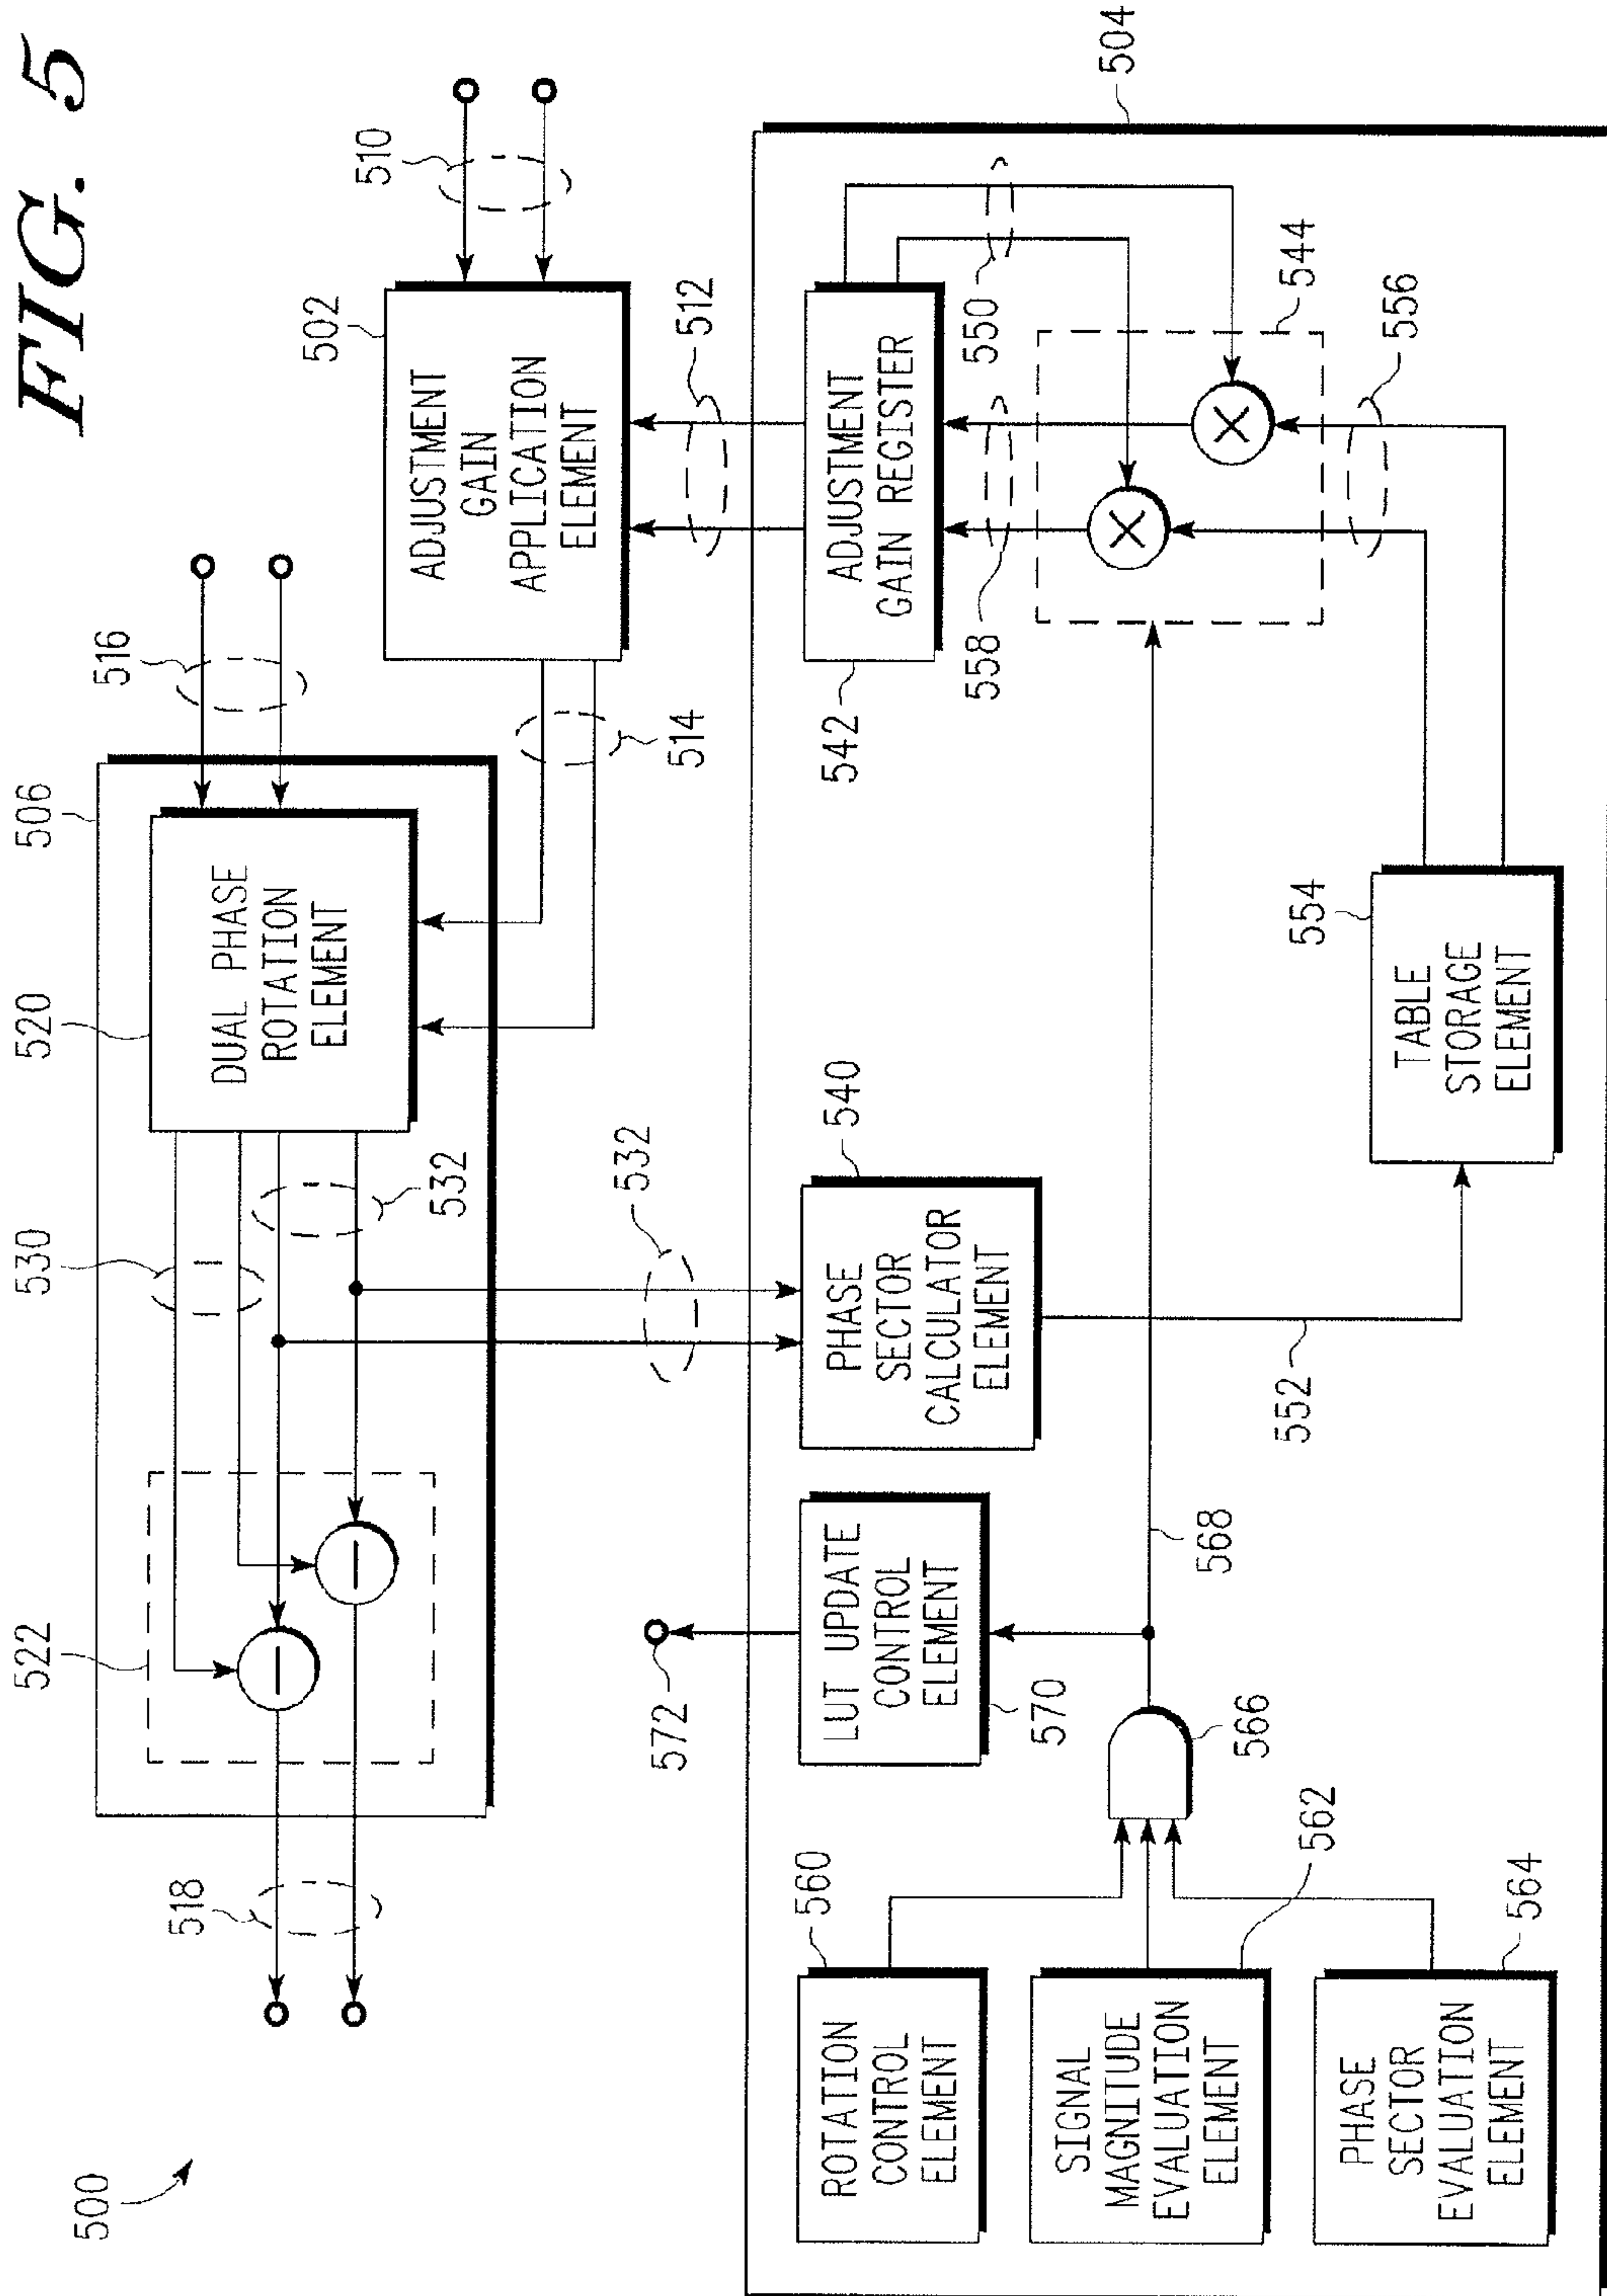 FIG. 5
500
518
522
530
532
520
506
516
DUAL PHASE
ROTATION
ELEMENT
514
502
510
ADJUSTMENT
GAIN
APPLICATION
ELEMENT
512
504
572
532
560
ROTATION
CONTROL
ELEMENT
LUT UPDATE
CONTROL
ELEMENT
570
540
PHASE
SECTOR
CALCULATOR
ELEMENT
542
ADJUSTMENT
GAIN REGISTER
550
558
544
SIGNAL
MAGNITUDE
EVALUATION
ELEMENT
562
566
568
552
554
556
PHASE
SECTOR
EVALUATION
ELEMENT
564
TABLE
STORAGE
ELEMENT